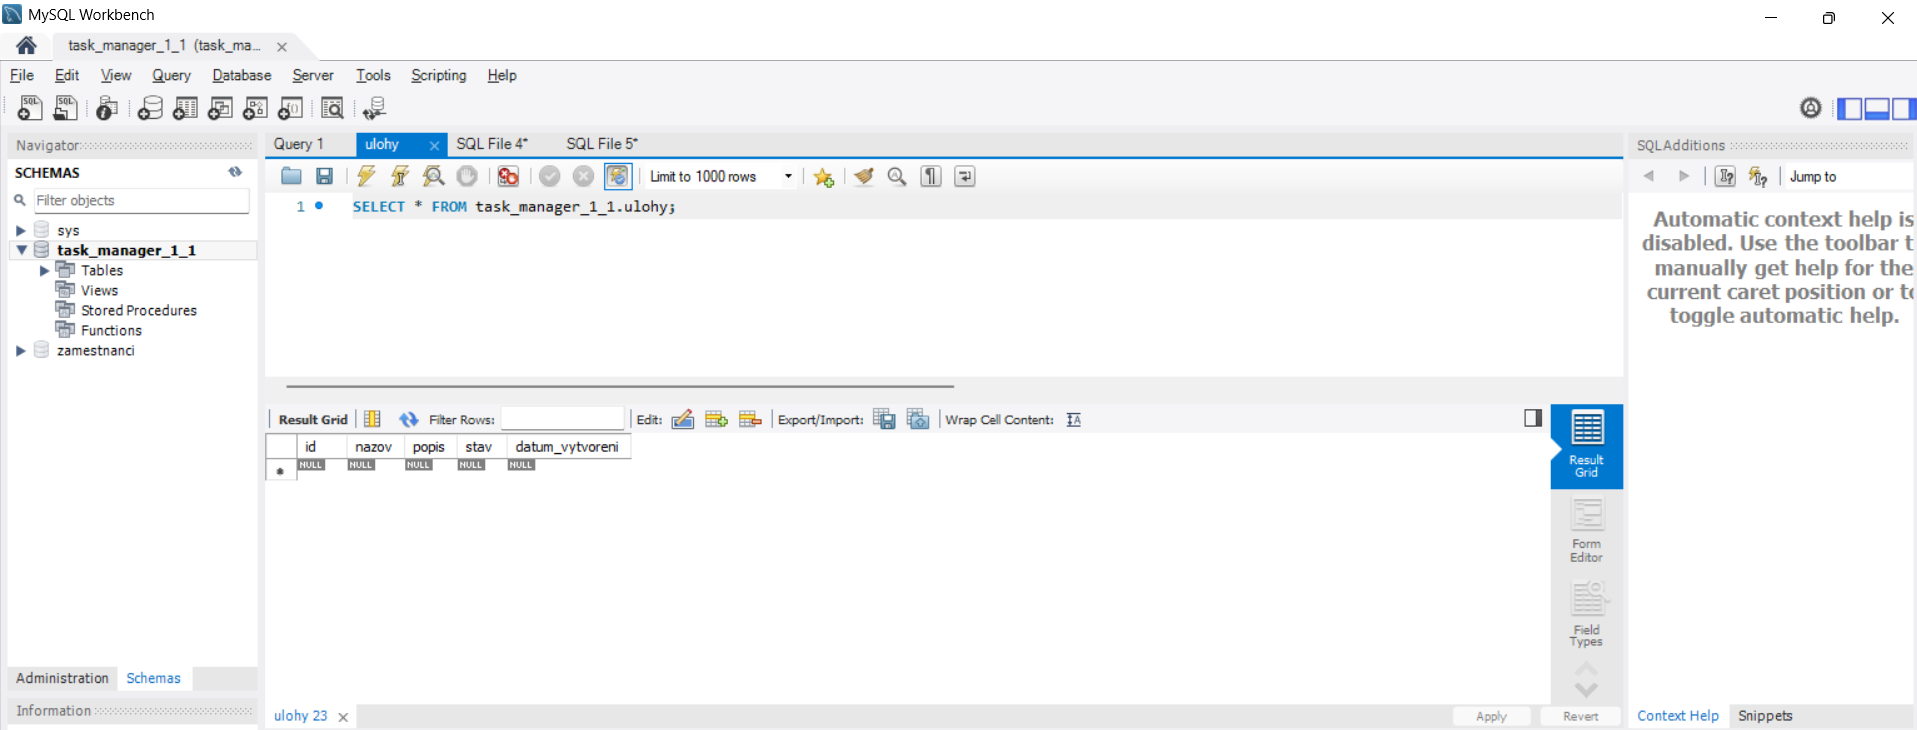 MySQL Workbench
task_manager_1_1 (task_ma...
File Edit View Query Database Server Tools Scripting Help
Navigator
SCHEMAS
Filter objects
sys
task_manager_1_1
Tables
Views
Stored Procedures
Functions
zamestnanci
Administration Schemas
Information
Query 1 ulohy SQL File 4* SQL File 5*
Limit to 1000 rows
1 SELECT * FROM task_manager_1_1.ulohy;
Result Grid Filter Rows: Edit: Export/Import: Wrap Cell Content:
id nazov popis stav datum_vytvoreni
NULL NULL NULL NULL NULL
Result
Grid
Form
Editor
Field
Types
ulohy 23 Apply Revert
SQLAdditions
Jump to
Automatic context help is
disabled. Use the toolbar t
manually get help for the
current caret position or to
toggle automatic help.
Context Help Snippets